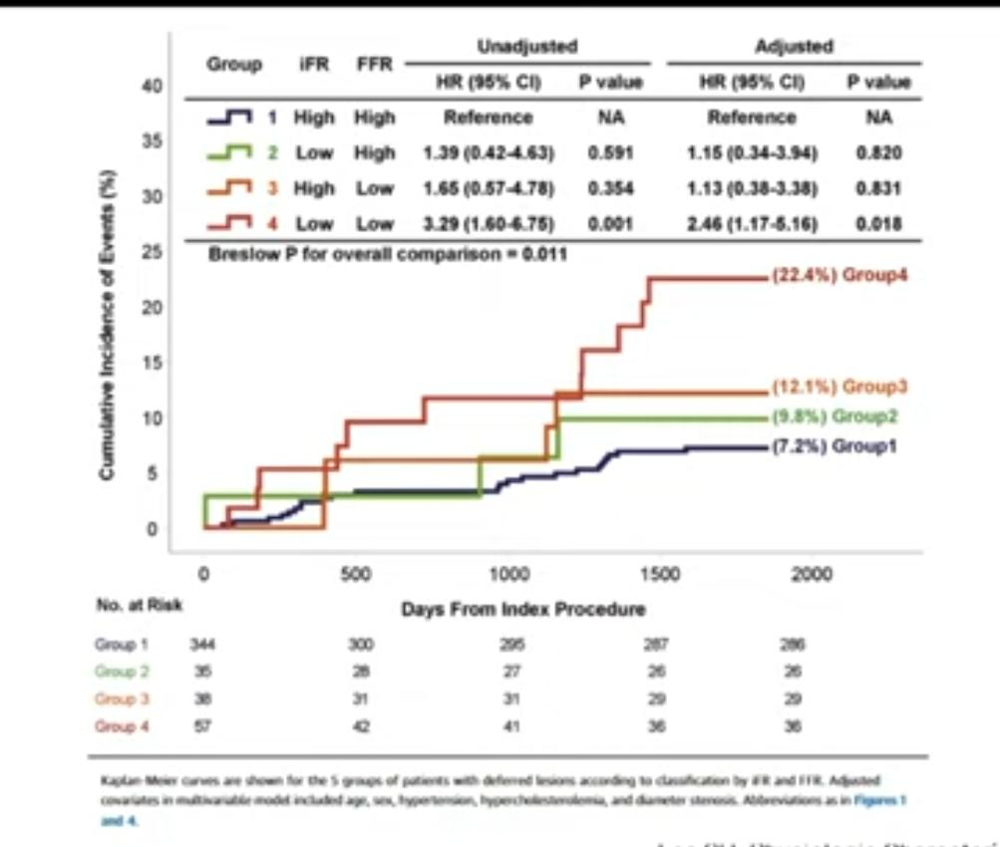 Unadjusted Adjusted
Group iFR FFR HR (95% CI) P value HR (95% CI) P value
1 High High Reference NA Reference NA
2 Low High 1.39 (0.42-4.63) 0.591 1.15 (0.34-3.94) 0.820
3 High Low 1.65 (0.57-4.78) 0.354 1.13 (0.38-3.38) 0.831
4 Low Low 3.29 (1.60-6.75) 0.001 2.46 (1.17-5.16) 0.018
Breslow P for overall comparison = 0.011
Cumulative Incidence of Events (%)
40
35
30
25
20
15
10
5
0
(22.4%) Group4
(12.1%) Group3
(9.8%) Group2
(7.2%) Group1
0 500 1000 1500 2000
No. at Risk Days From Index Procedure
Group 1 344 300 295 287 286
Group 2 35 28 27 26 26
Group 3 38 31 31 29 29
Group 4 57 42 41 36 36
Kaplan-Meier curves are shown for the 5 groups of patients with deferred lesions according to classification by iFR and FFR. Adjusted
covariates in multivariable model included age, sex, hypertension, hypercholesterolemia, and diameter stenosis. Abbreviations as in Figures 1
and 4.